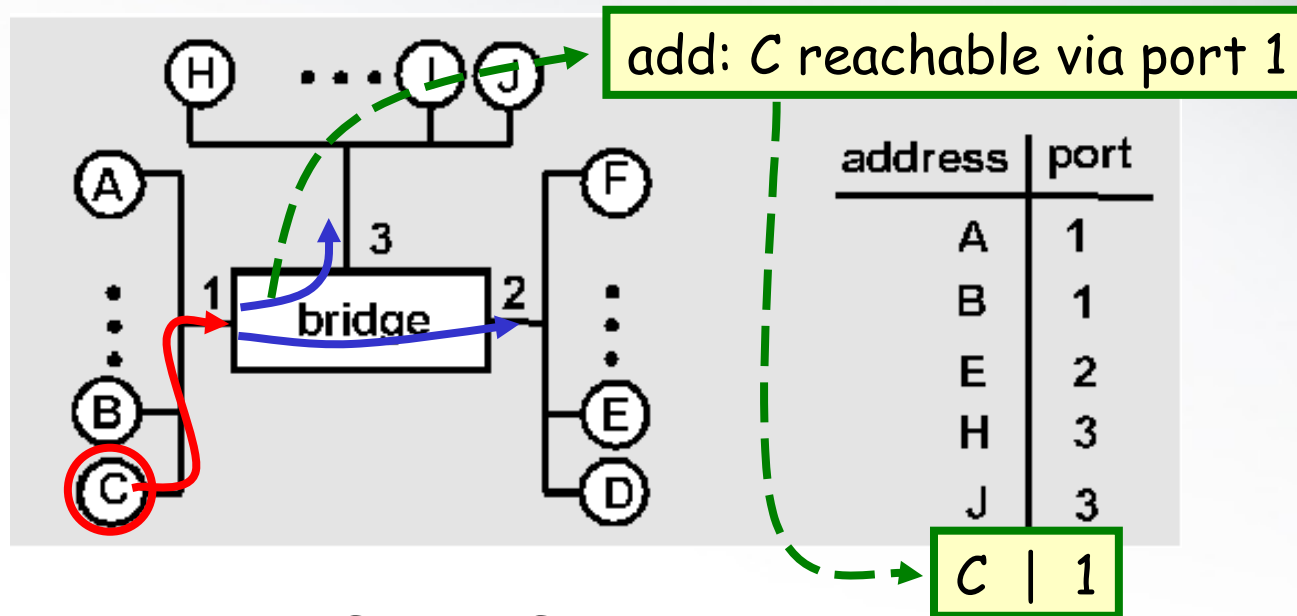 add: C reachable via port 1
H I J
address port
A F
A 1
3
1 2
B 1
bridge
E 2
B E
H 3
C D
J 3
C | 1